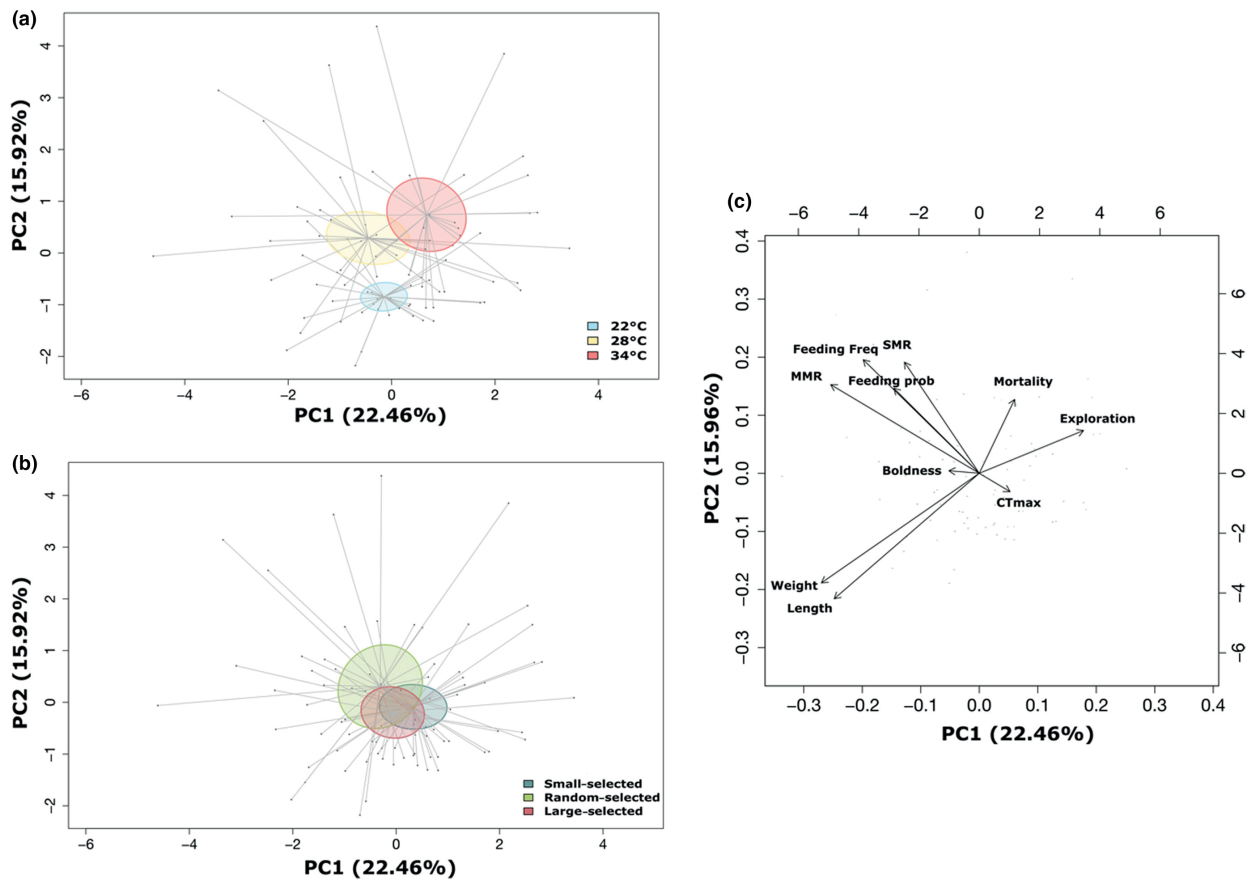 (a)
PC2 (15.92%)
4
3
2
1
0
−1
−2
22°C
28°C
34°C
−6
−4
−2
0
2
4
PC1 (22.46%)
(b)
PC2 (15.92%)
4
3
2
1
0
−1
−2
Small-selected
Random-selected
Large-selected
−6
−4
−2
0
2
4
PC1 (22.46%)
(c)
−6
−4
−2
0
2
4
6
PC2 (15.96%)
0.4
0.3
0.2
0.1
0.0
−0.1
−0.2
−0.3
Feeding Freq
SMR
MMR
Feeding prob
Mortality
Exploration
Boldness
CTmax
Weight
Length
6
4
2
0
−2
−4
−6
−0.3
−0.2
−0.1
0.0
0.1
0.2
0.3
0.4
PC1 (22.46%)